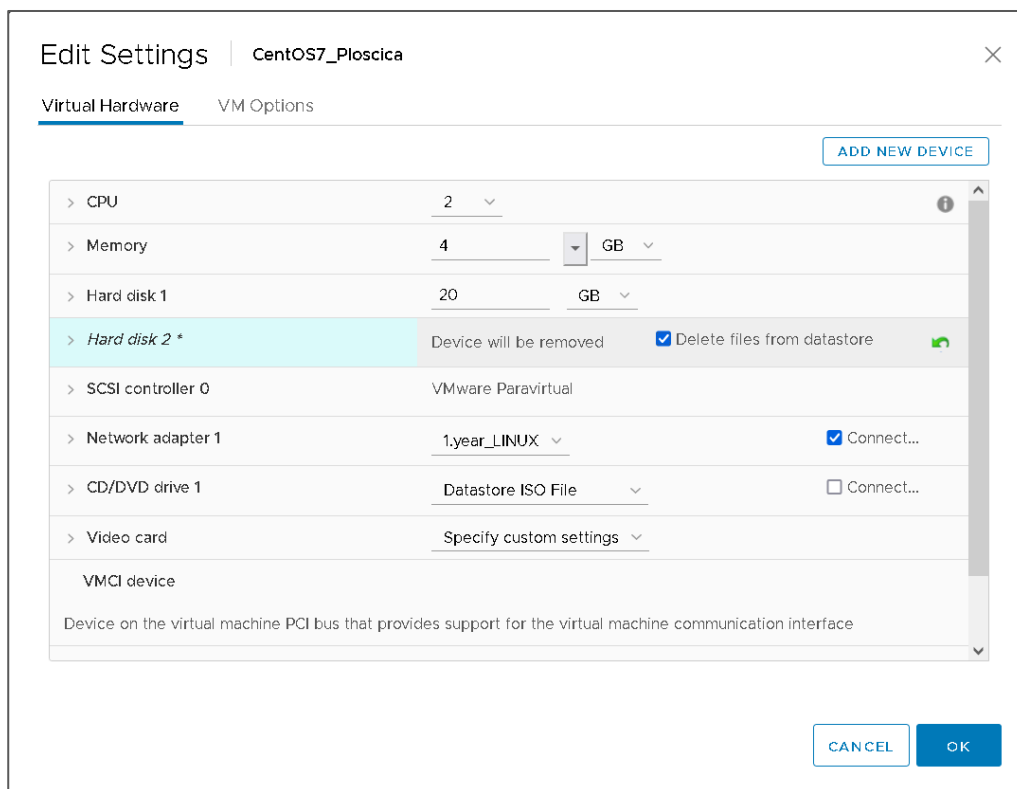 Edit Settings CentOS7_Ploscica
Virtual Hardware VM Options
ADD NEW DEVICE
CPU 2
Memory 4 GB
Hard disk 1 20 GB
Hard disk 2 * Device will be removed Delete files from datastore
SCSI controller 0 VMware Paravirtual
Network adapter 1 1.year_LINUX Connect...
CD/DVD drive 1 Datastore ISO File Connect...
Video card Specify custom settings
VMCI device
Device on the virtual machine PCI bus that provides support for the virtual machine communication interface
CANCEL OK